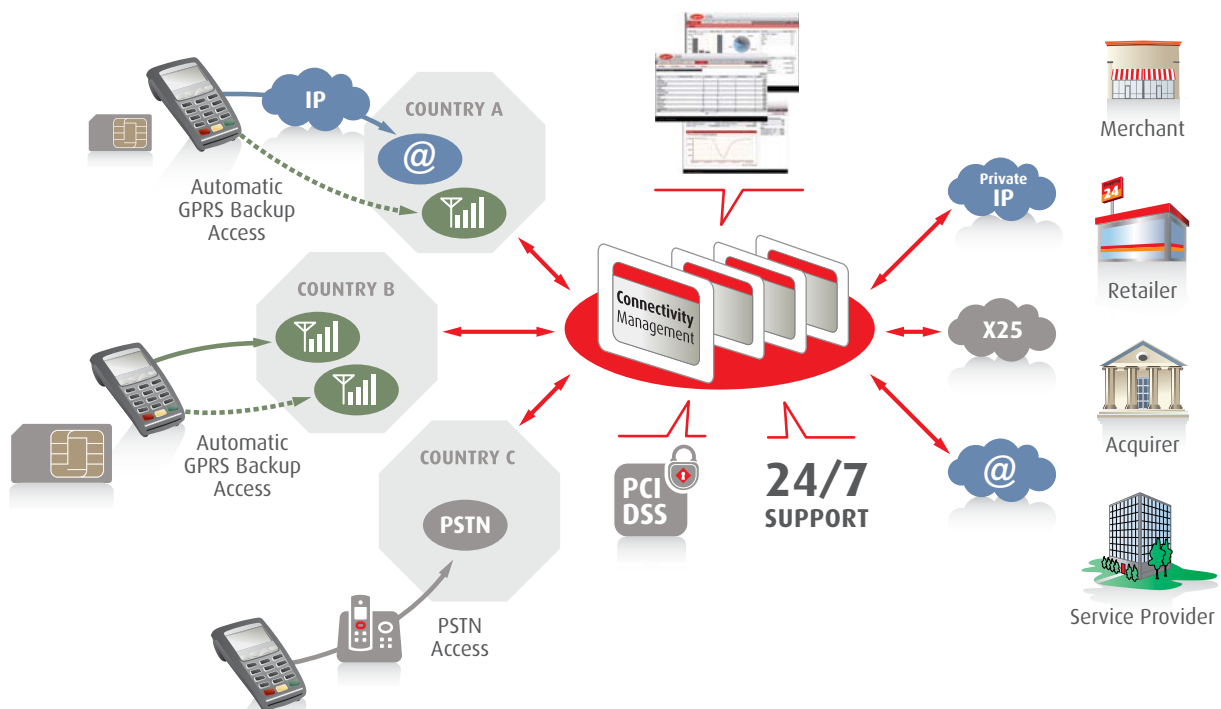 IP
COUNTRY A
@
Automatic
GPRS Backup
Access
COUNTRY B
Automatic
GPRS Backup
Access
COUNTRY C
PSTN
PSTN
Access
Connectivity
Management
PCI
DSS
24/7
SUPPORT
Private
IP
X25
@
Merchant
24
Retailer
Acquirer
Service Provider